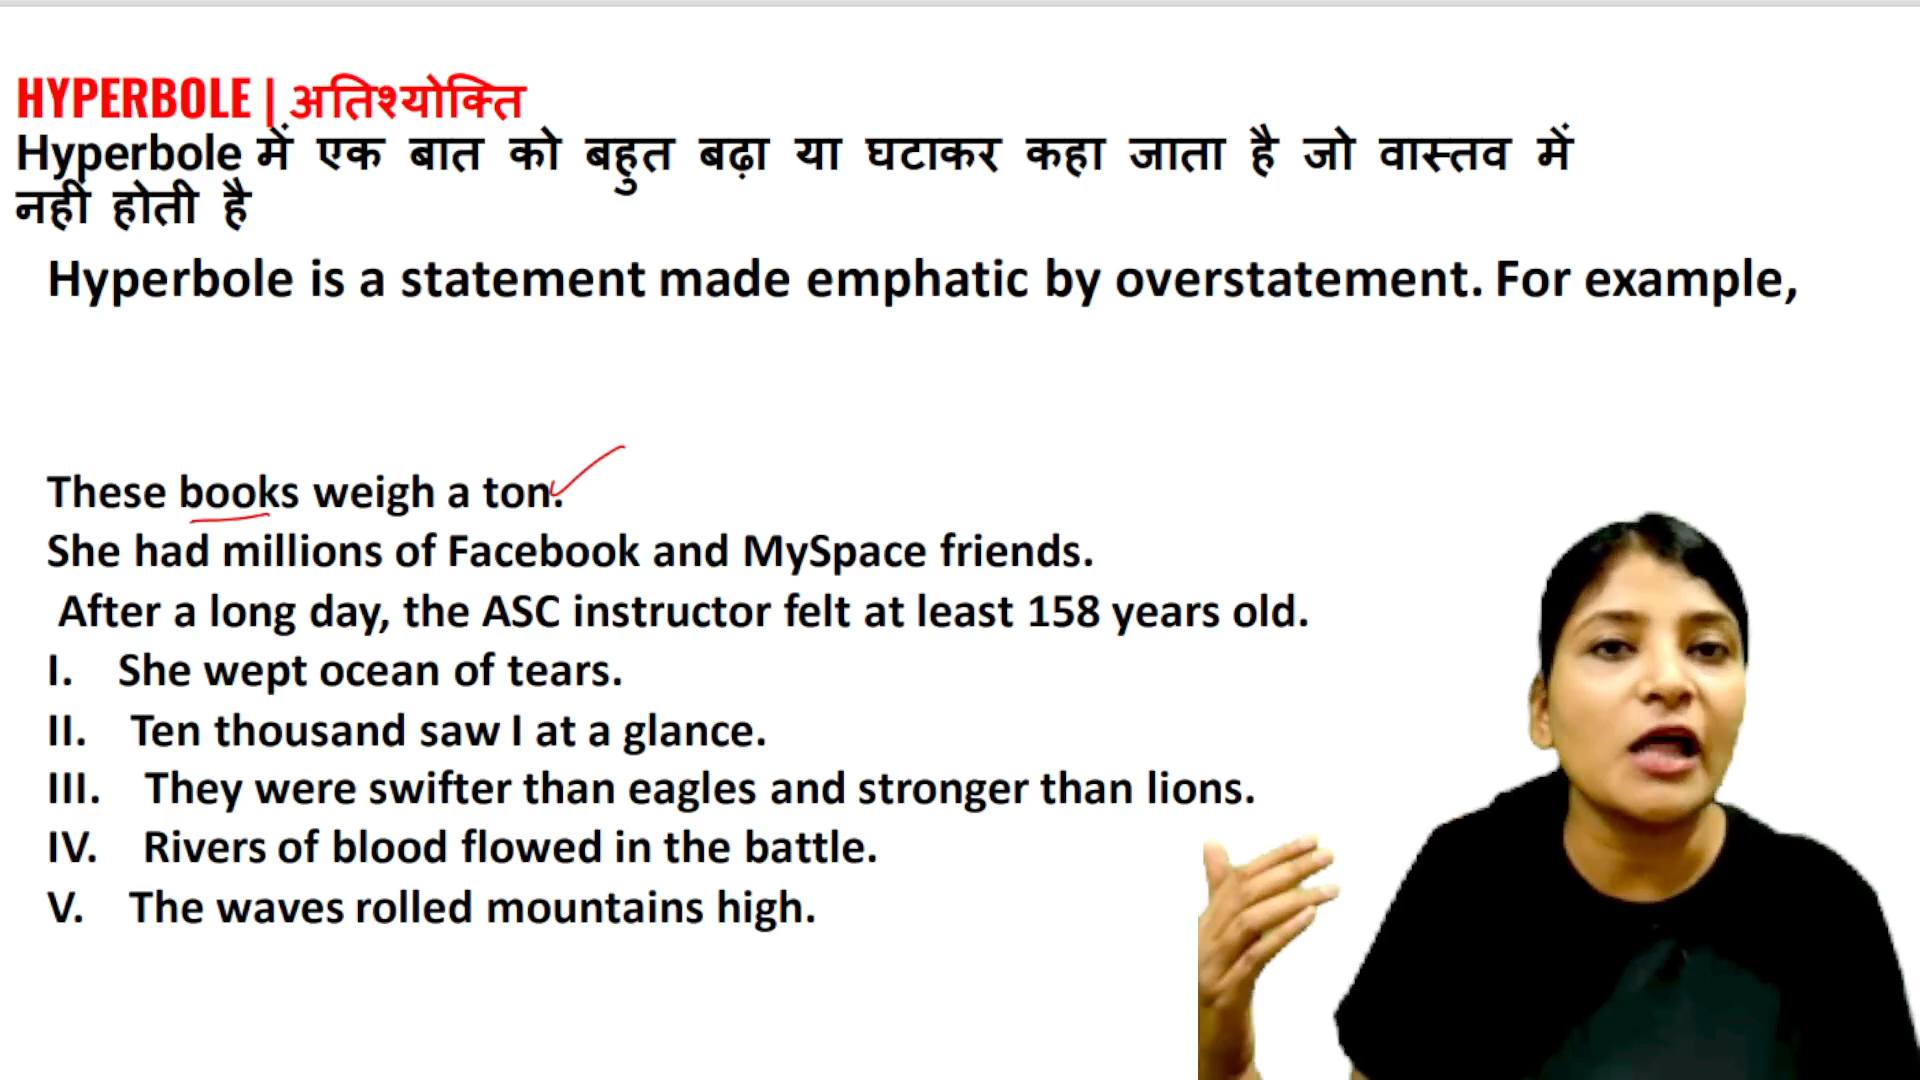 HYPERBOLE | अतिश्योक्ति
Hyperbole में एक बात को बहुत बढ़ा या घटाकर कहा जाता है जो वास्तव में
नहीं होती है
Hyperbole is a statement made emphatic by overstatement. For example,
These books weigh a ton.
She had millions of Facebook and MySpace friends.
After a long day, the ASC instructor felt at least 158 years old.
I. She wept ocean of tears.
II. Ten thousand saw I at a glance.
III. They were swifter than eagles and stronger than lions.
IV. Rivers of blood flowed in the battle.
V. The waves rolled mountains high.